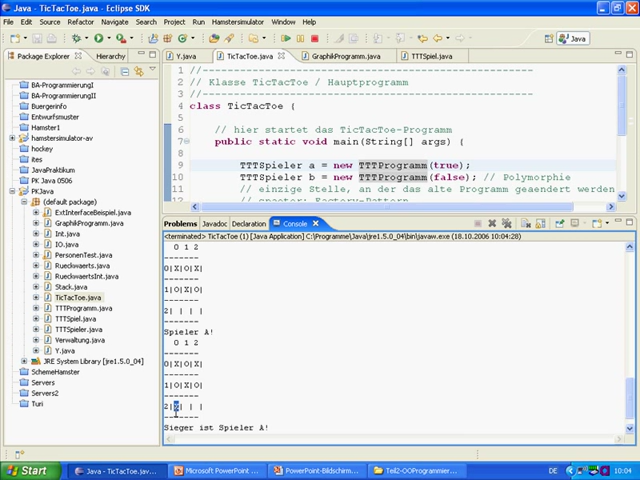 Java - TicTacToe.java - Eclipse SDK
File Edit Source Refactor Navigate Search Project Run Hamstersimulator Window Help
Java
Package Explorer Hierarchy
BA-ProgrammierungI
BA-ProgrammierungII
Buergerinfo
Entwurfsmuster
Hamster1
hamstersimulator-av
hockey
ites
JavaPraktikum
PK Java 0506
PKJava
(default package)
ExtInterfaceBeispiel.java
GraphikProgramm.java
Int.java
IO.java
PersonenTest.java
Rueckwaerts.java
RueckwaertsInt.java
Stack.java
TicTacToe.java
TTTProgramm.java
TTTSpiel.java
TTTSpieler.java
Verwaltung.java
Y.java
JRE System Library [jre1.5.0_04]
SchemeHamster
Servers
Servers2
Turi
Y.java TicTacToe.java GraphikProgramm.java TTTSpiel.java
1 //--------------------------------------------------
2 // Klasse TicTacToe / Hauptprogramm
3 //--------------------------------------------------
4 class TicTacToe {
5
6 // hier startet das TicTacToe-Programm
7 public static void main(String[] args) {
8
9 TTTSpieler a = new TTTProgramm(true);
10 TTTSpieler b = new TTTProgramm(false); // Polymorphie
11 // einzige Stelle, an der das alte Programm geaendert werden
12 // spaeter: Factory-Pattern
Problems Javadoc Declaration Console
<terminated> TicTacToe (1) [Java Application] C:\Programme\Java\jre1.5.0_04\bin\javaw.exe (18.10.2006 10:04:28)
0 1 2
-------
0|X|O|X|
-------
1|O|X|O|
-------
2| | | |
-------
Spieler A!
0 1 2
-------
0|X|O|X|
-------
1|O|X|O|
-------
2|X| | |
-------
Sieger ist Spieler A!
Start Java - TicTacToe.java... Microsoft PowerPoint ... PowerPoint-Bildschirm... Teil2-OOProgrammier... DE 10:04